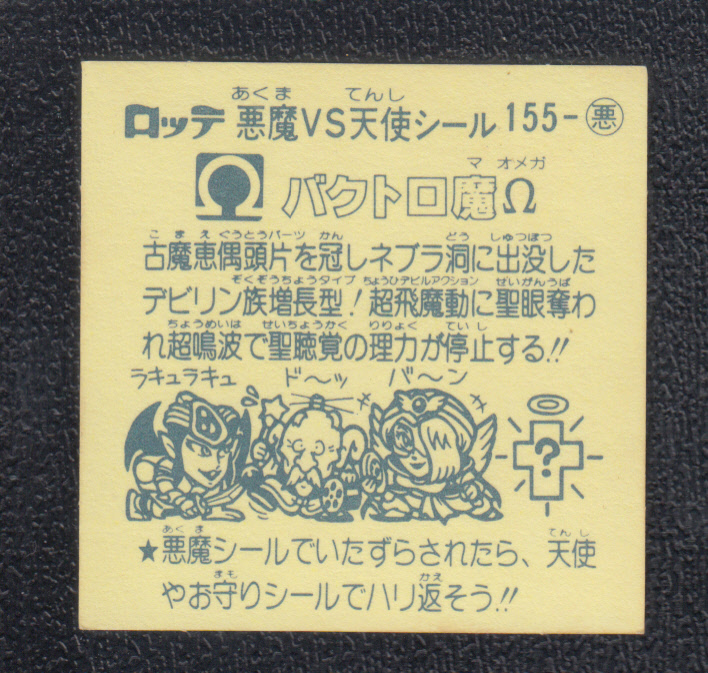 あくま てんし
ロッテ 悪魔VS天使シール 155-悪
マ オメガ
Ω バクトロ魔Ω
こ ま え ぐうとうパーツ かん どう しゅつぼつ
古魔恵偶頭片を冠しネブラ洞に出没した
ぞくぞうちょうタイプ ちょうひデビルアクション せいがんうば
デビリン族増長型!超飛魔動に聖眼奪わ
ちょうめいは せいちょうかく りりょく ていし
れ超鳴波で聖聴覚の理力が停止する!!
ラキュラキュ ド〜ッ バ〜ン
?
あくま てんし
★悪魔シールでいたずらされたら、天使
まも かえ
やお守りシールでハリ返そう!!